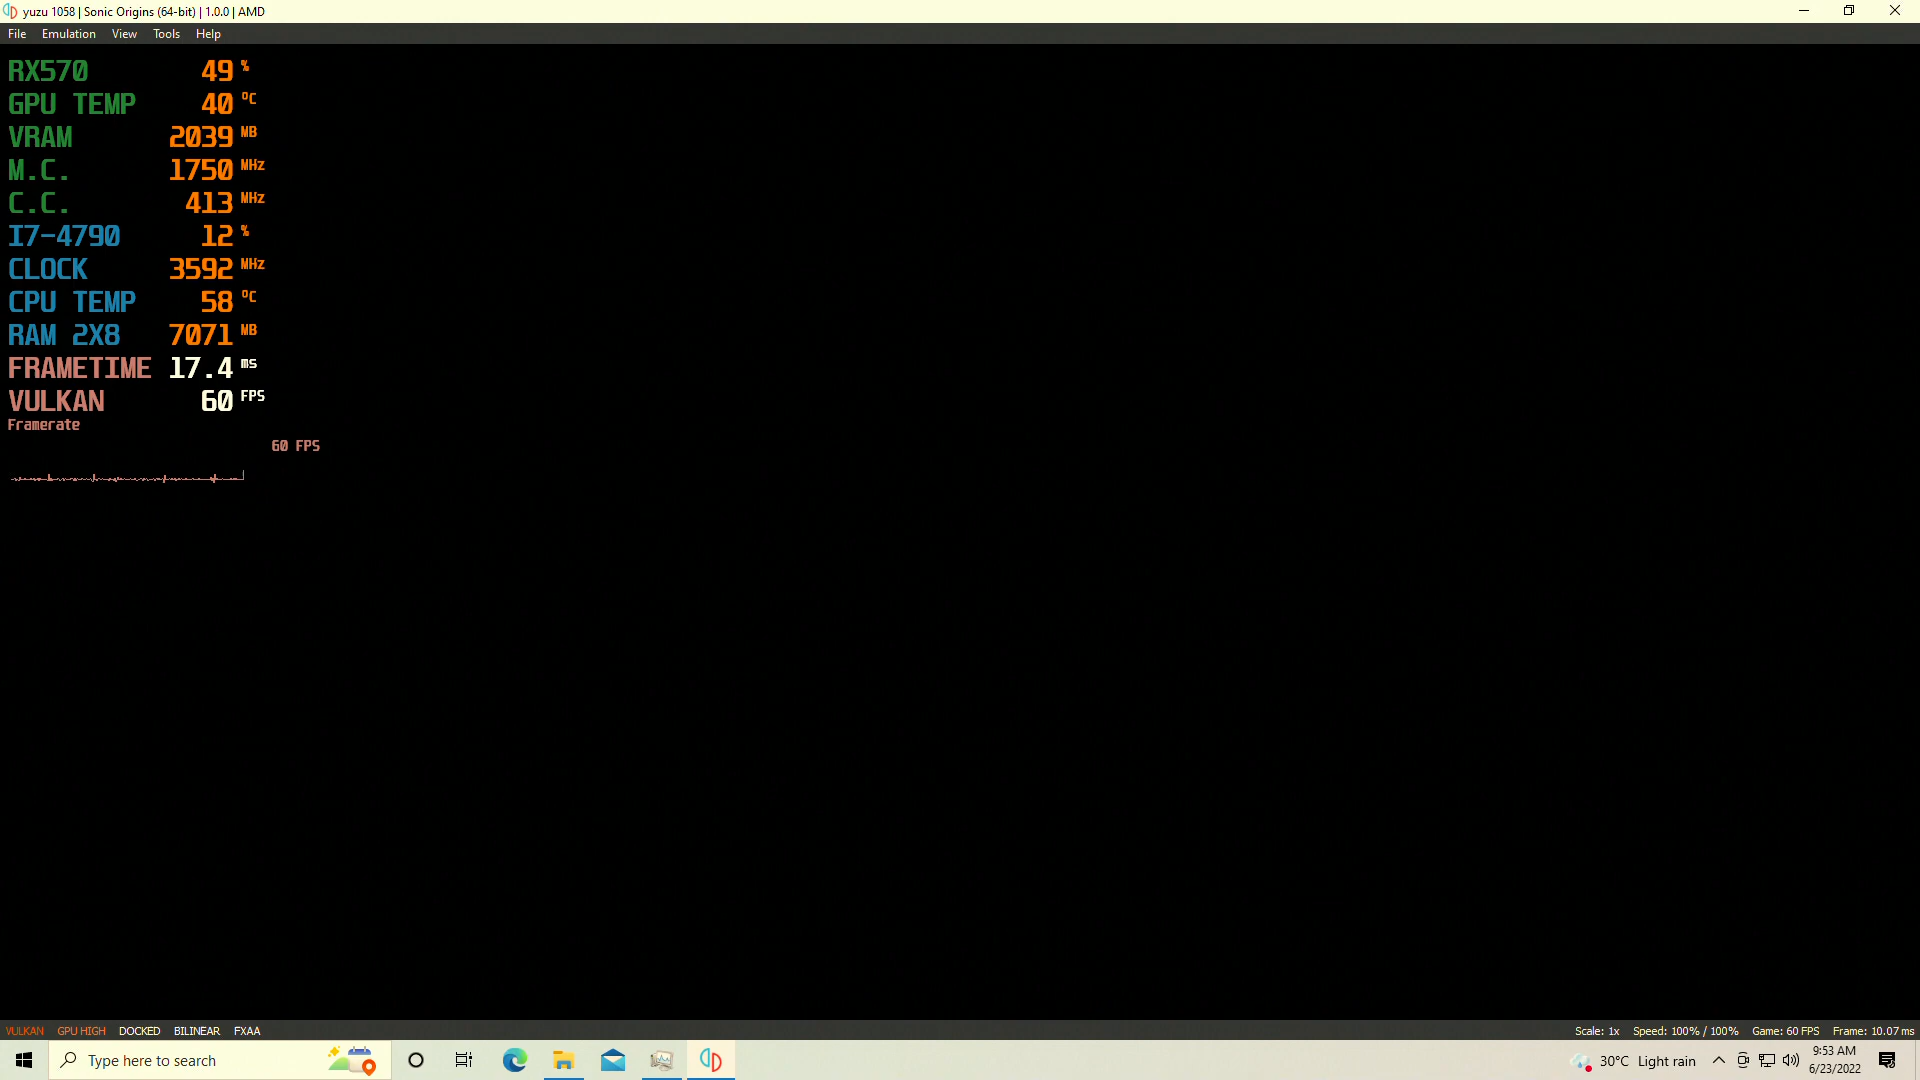 yuzu 1058 | Sonic Origins (64-bit) | 1.0.0 | AMD
File Emulation View Tools Help
RX570 49 %
GPU TEMP 40 °C
VRAM 2039 MB
M.C. 1750 MHz
C.C. 413 MHz
I7-4790 12 %
CLOCK 3592 MHz
CPU TEMP 58 °C
RAM 2X8 7071 MB
FRAMETIME 17.4 ms
VULKAN 60 FPS
Framerate
60 FPS
VULKAN GPU HIGH DOCKED BILINEAR FXAA Scale: 1x Speed: 100% / 100% Game: 60 FPS Frame: 10.07 ms
Type here to search 30°C Light rain 9:53 AM
6/23/2022